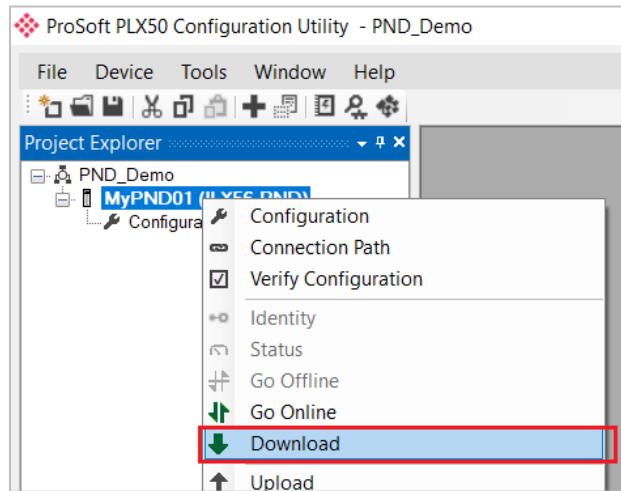 ProSoft PLX50 Configuration Utility - PND_Demo
File Device Tools Window Help
Project Explorer
PND_Demo
MyPND01 (ILX56-PND)
Configura
Configuration
Connection Path
Verify Configuration
Identity
Status
Go Offline
Go Online
Download
Upload